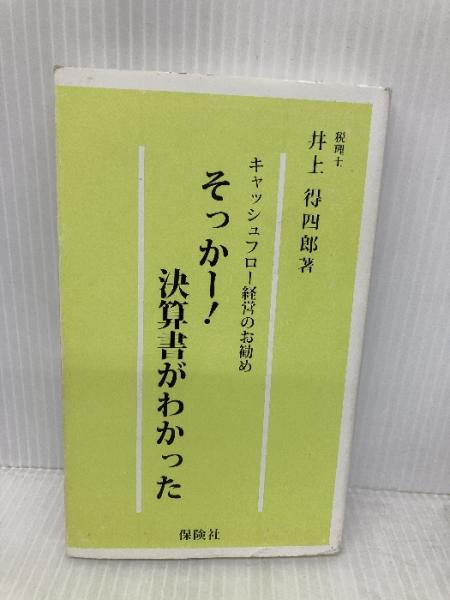 税理士
井上 得四郎 著
キャッシュフロー経営のお勧め
そっかー!
決算書がわかった
保険社